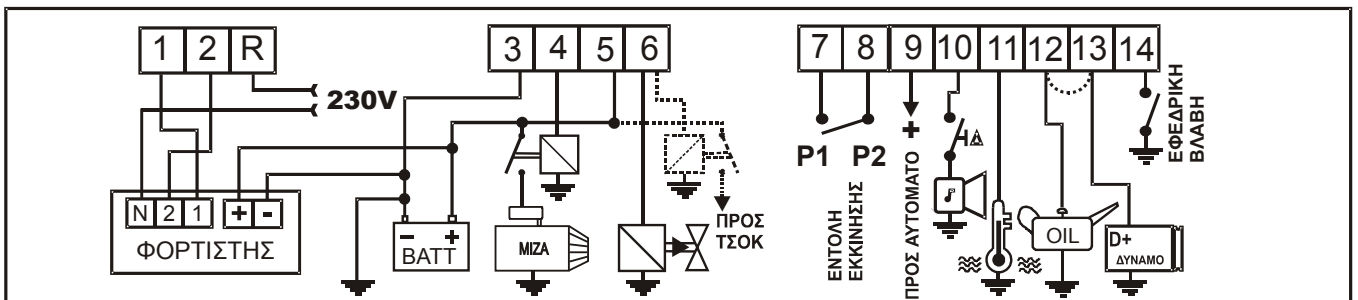 1 2 R
230V
N 2 1 + -
ΦΟΡΤΙΣΤΗΣ
3 4 5 6
- +
BATT
ΜΙΖΑ
ΠΡΟΣ
ΤΣΟΚ
7 8 9 10 11 12 13 14
P1 P2
ΕΝΤΟΛΗ
ΕΚΚΙΝΗΣΗΣ
ΠΡΟΣ ΑΥΤΟΜΑΤΟ +
OIL
D+
ΔΥΝΑΜΟ
ΕΦΕΔΡΙΚΗ
ΒΛΑΒΗ